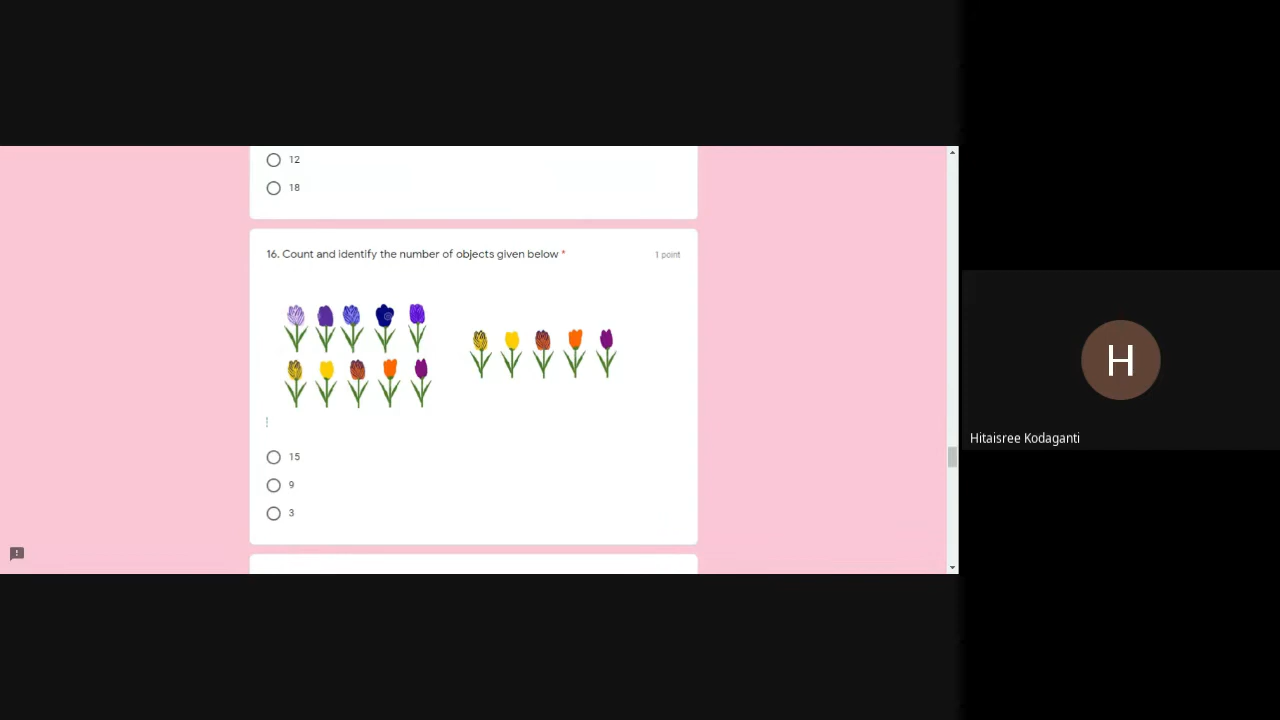 12
18
16. Count and identify the number of objects given below *
1 point
15
9
3
H
Hitaisree Kodaganti